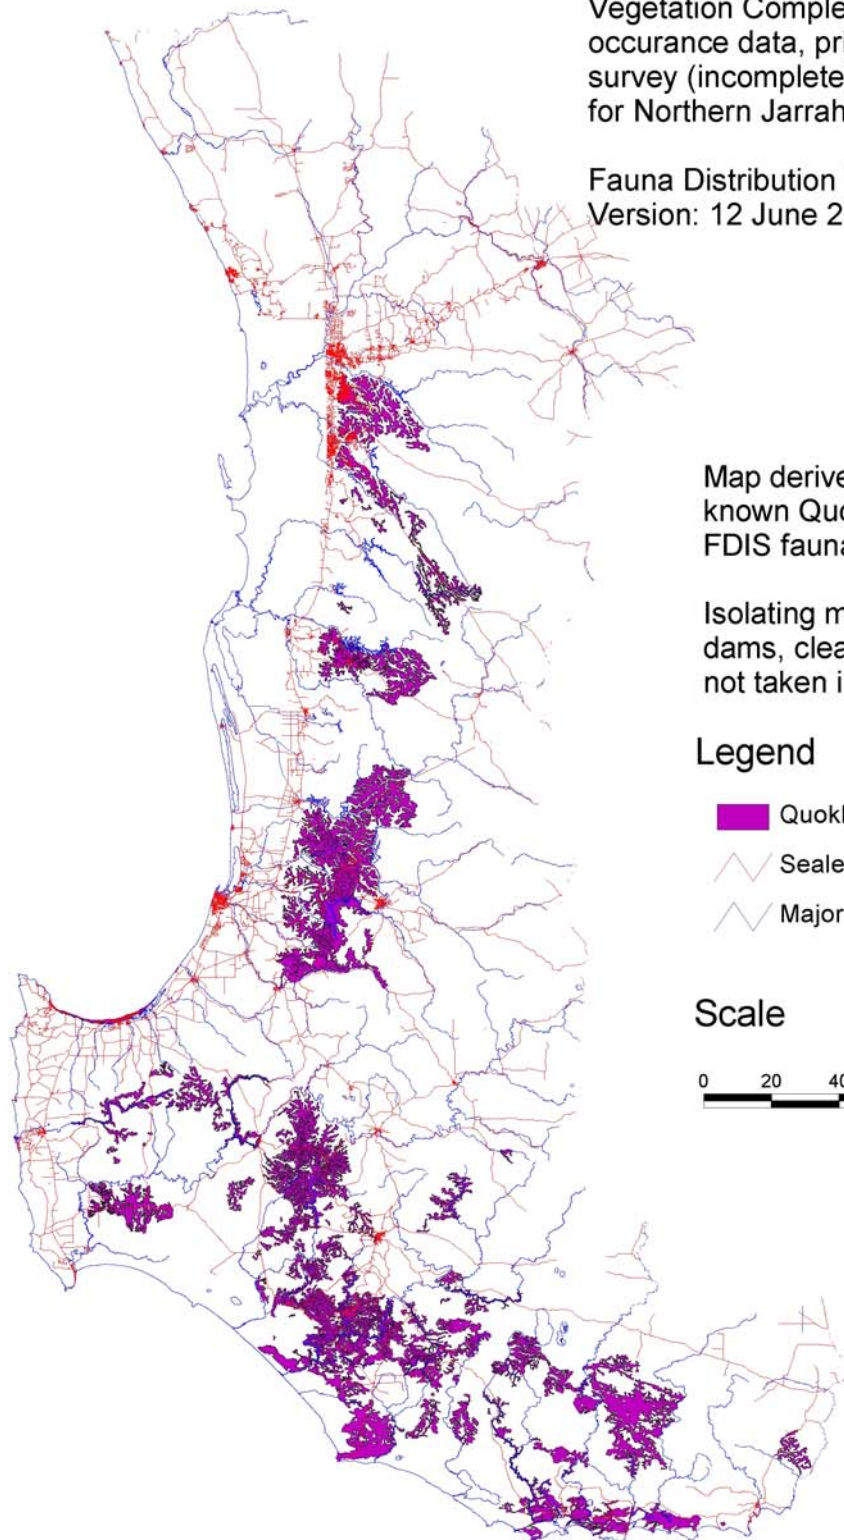 Vegetation Comple
occurance data, pri
survey (incomplete
for Northern Jarrah
Fauna Distribution
Version: 12 June 2
Map derive
known Quo
FDIS fauna
Isolating m
dams, clea
not taken i
Legend
Quok
Seale
Major
Scale
0 20 40